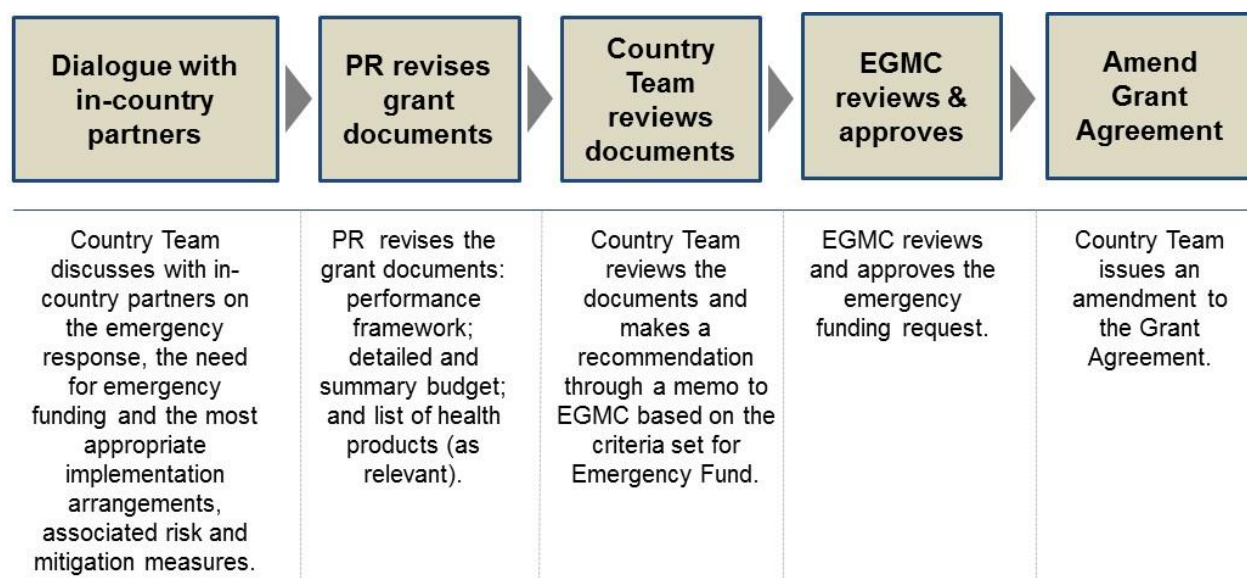 Dialogue with
in-country
partners
PR revises
grant
documents
Country
Team
reviews
documents
EGMC
reviews &
approves
Amend
Grant
Agreement
Country Team
discusses with in-
country partners on
the emergency
response, the need
for emergency
funding and the most
appropriate
implementation
arrangements,
associated risk and
mitigation measures.
PR revises the
grant documents:
performance
framework;
detailed and
summary budget;
and list of health
products (as
relevant).
Country Team
reviews the
documents and
makes a
recommendation
through a memo to
EGMC based on the
criteria set for
Emergency Fund.
EGMC reviews
and approves the
emergency
funding request.
Country Team
issues an
amendment to
the Grant
Agreement.